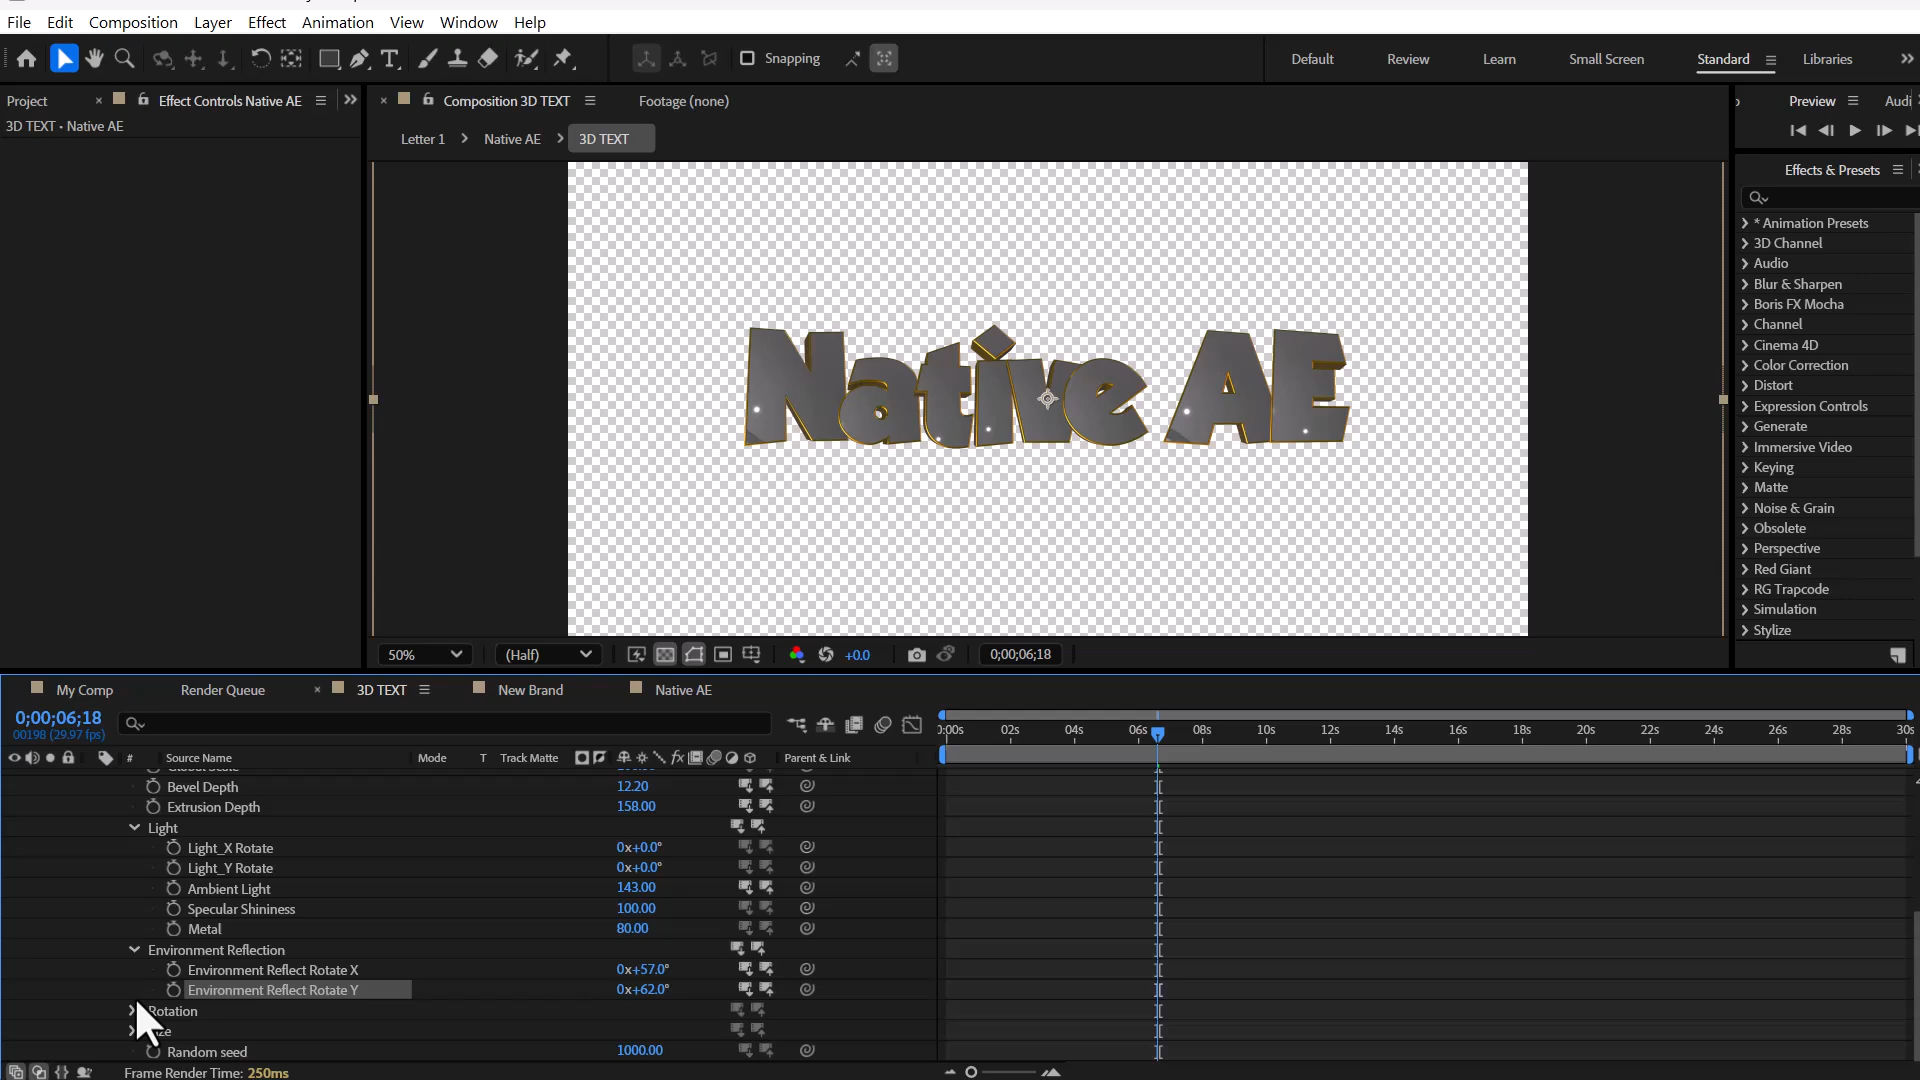 File Edit Composition Layer Effect Animation View Window Help
Snapping
Default Review Learn Small Screen Standard Libraries
Project Effect Controls Native AE
3D TEXT • Native AE
Composition 3D TEXT Footage (none)
Letter 1 Native AE 3D TEXT
Native AE
50% (Half) +0.0 0;00;06;18
Preview Audi
Effects & Presets
* Animation Presets
3D Channel
Audio
Blur & Sharpen
Boris FX Mocha
Channel
Cinema 4D
Color Correction
Distort
Expression Controls
Generate
Immersive Video
Keying
Matte
Noise & Grain
Obsolete
Perspective
Red Giant
RG Trapcode
Simulation
Stylize
My Comp Render Queue 3D TEXT New Brand Native AE
0;00;06;18
00198 (29.97 fps)
:00s 02s 04s 06s 08s 10s 12s 14s 16s 18s 20s 22s 24s 26s 28s 30s
# Source Name Mode T Track Matte Parent & Link
Bevel Depth 12.20
Extrusion Depth 158.00
Light
Light_X Rotate 0x+0.0°
Light_Y Rotate 0x+0.0°
Ambient Light 143.00
Specular Shininess 100.00
Metal 80.00
Environment Reflection
Environment Reflect Rotate X 0x+57.0°
Environment Reflect Rotate Y 0x+62.0°
Rotation
Random seed 1000.00
Frame Render Time: 250ms